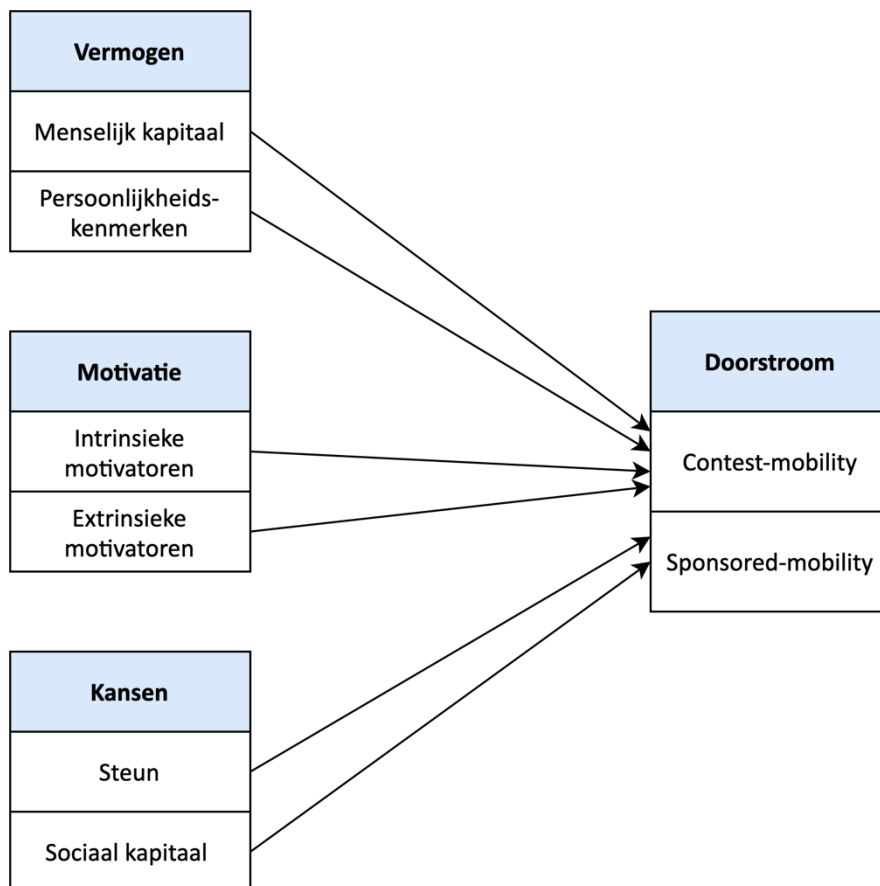 Vermogen
Menselijk kapitaal
Persoonlijkheids-
kenmerken
Motivatie
Intrinsieke
motivatoren
Extrinsieke
motivatoren
Kansen
Steun
Sociaal kapitaal
Doorstroom
Contest-mobility
Sponsored-mobility